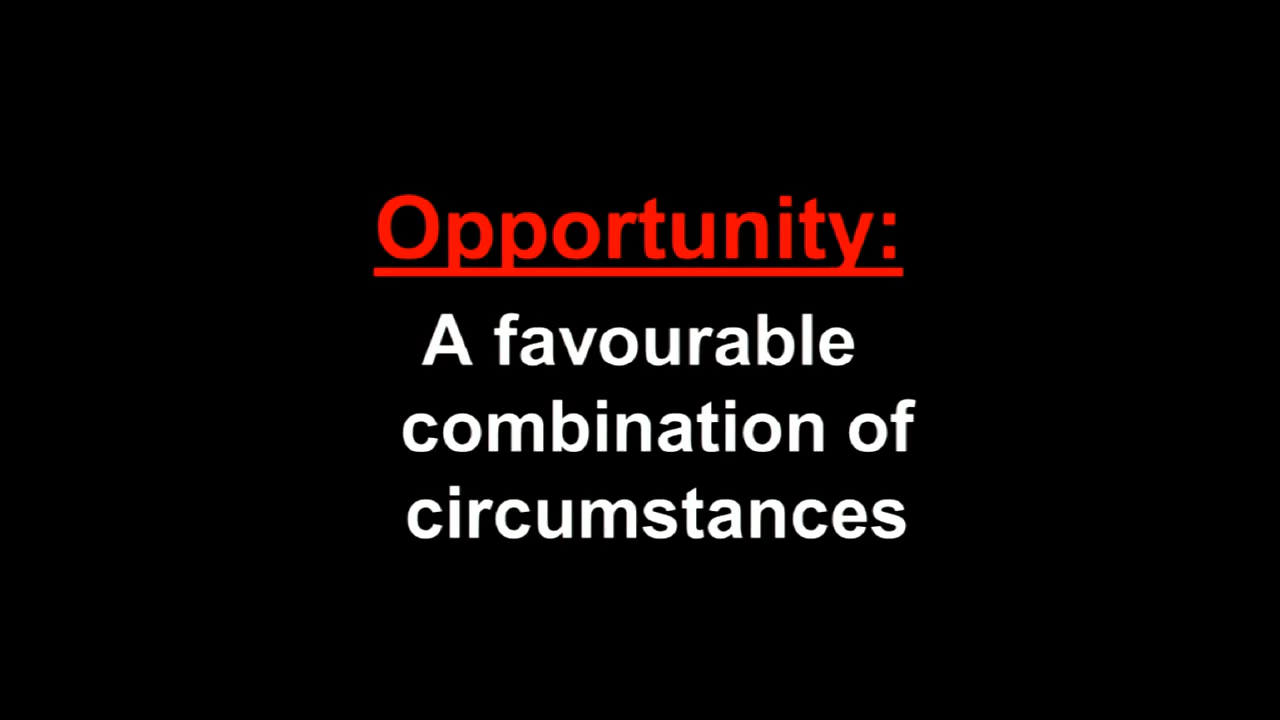 Opportunity:
A favourable
combination of
circumstances